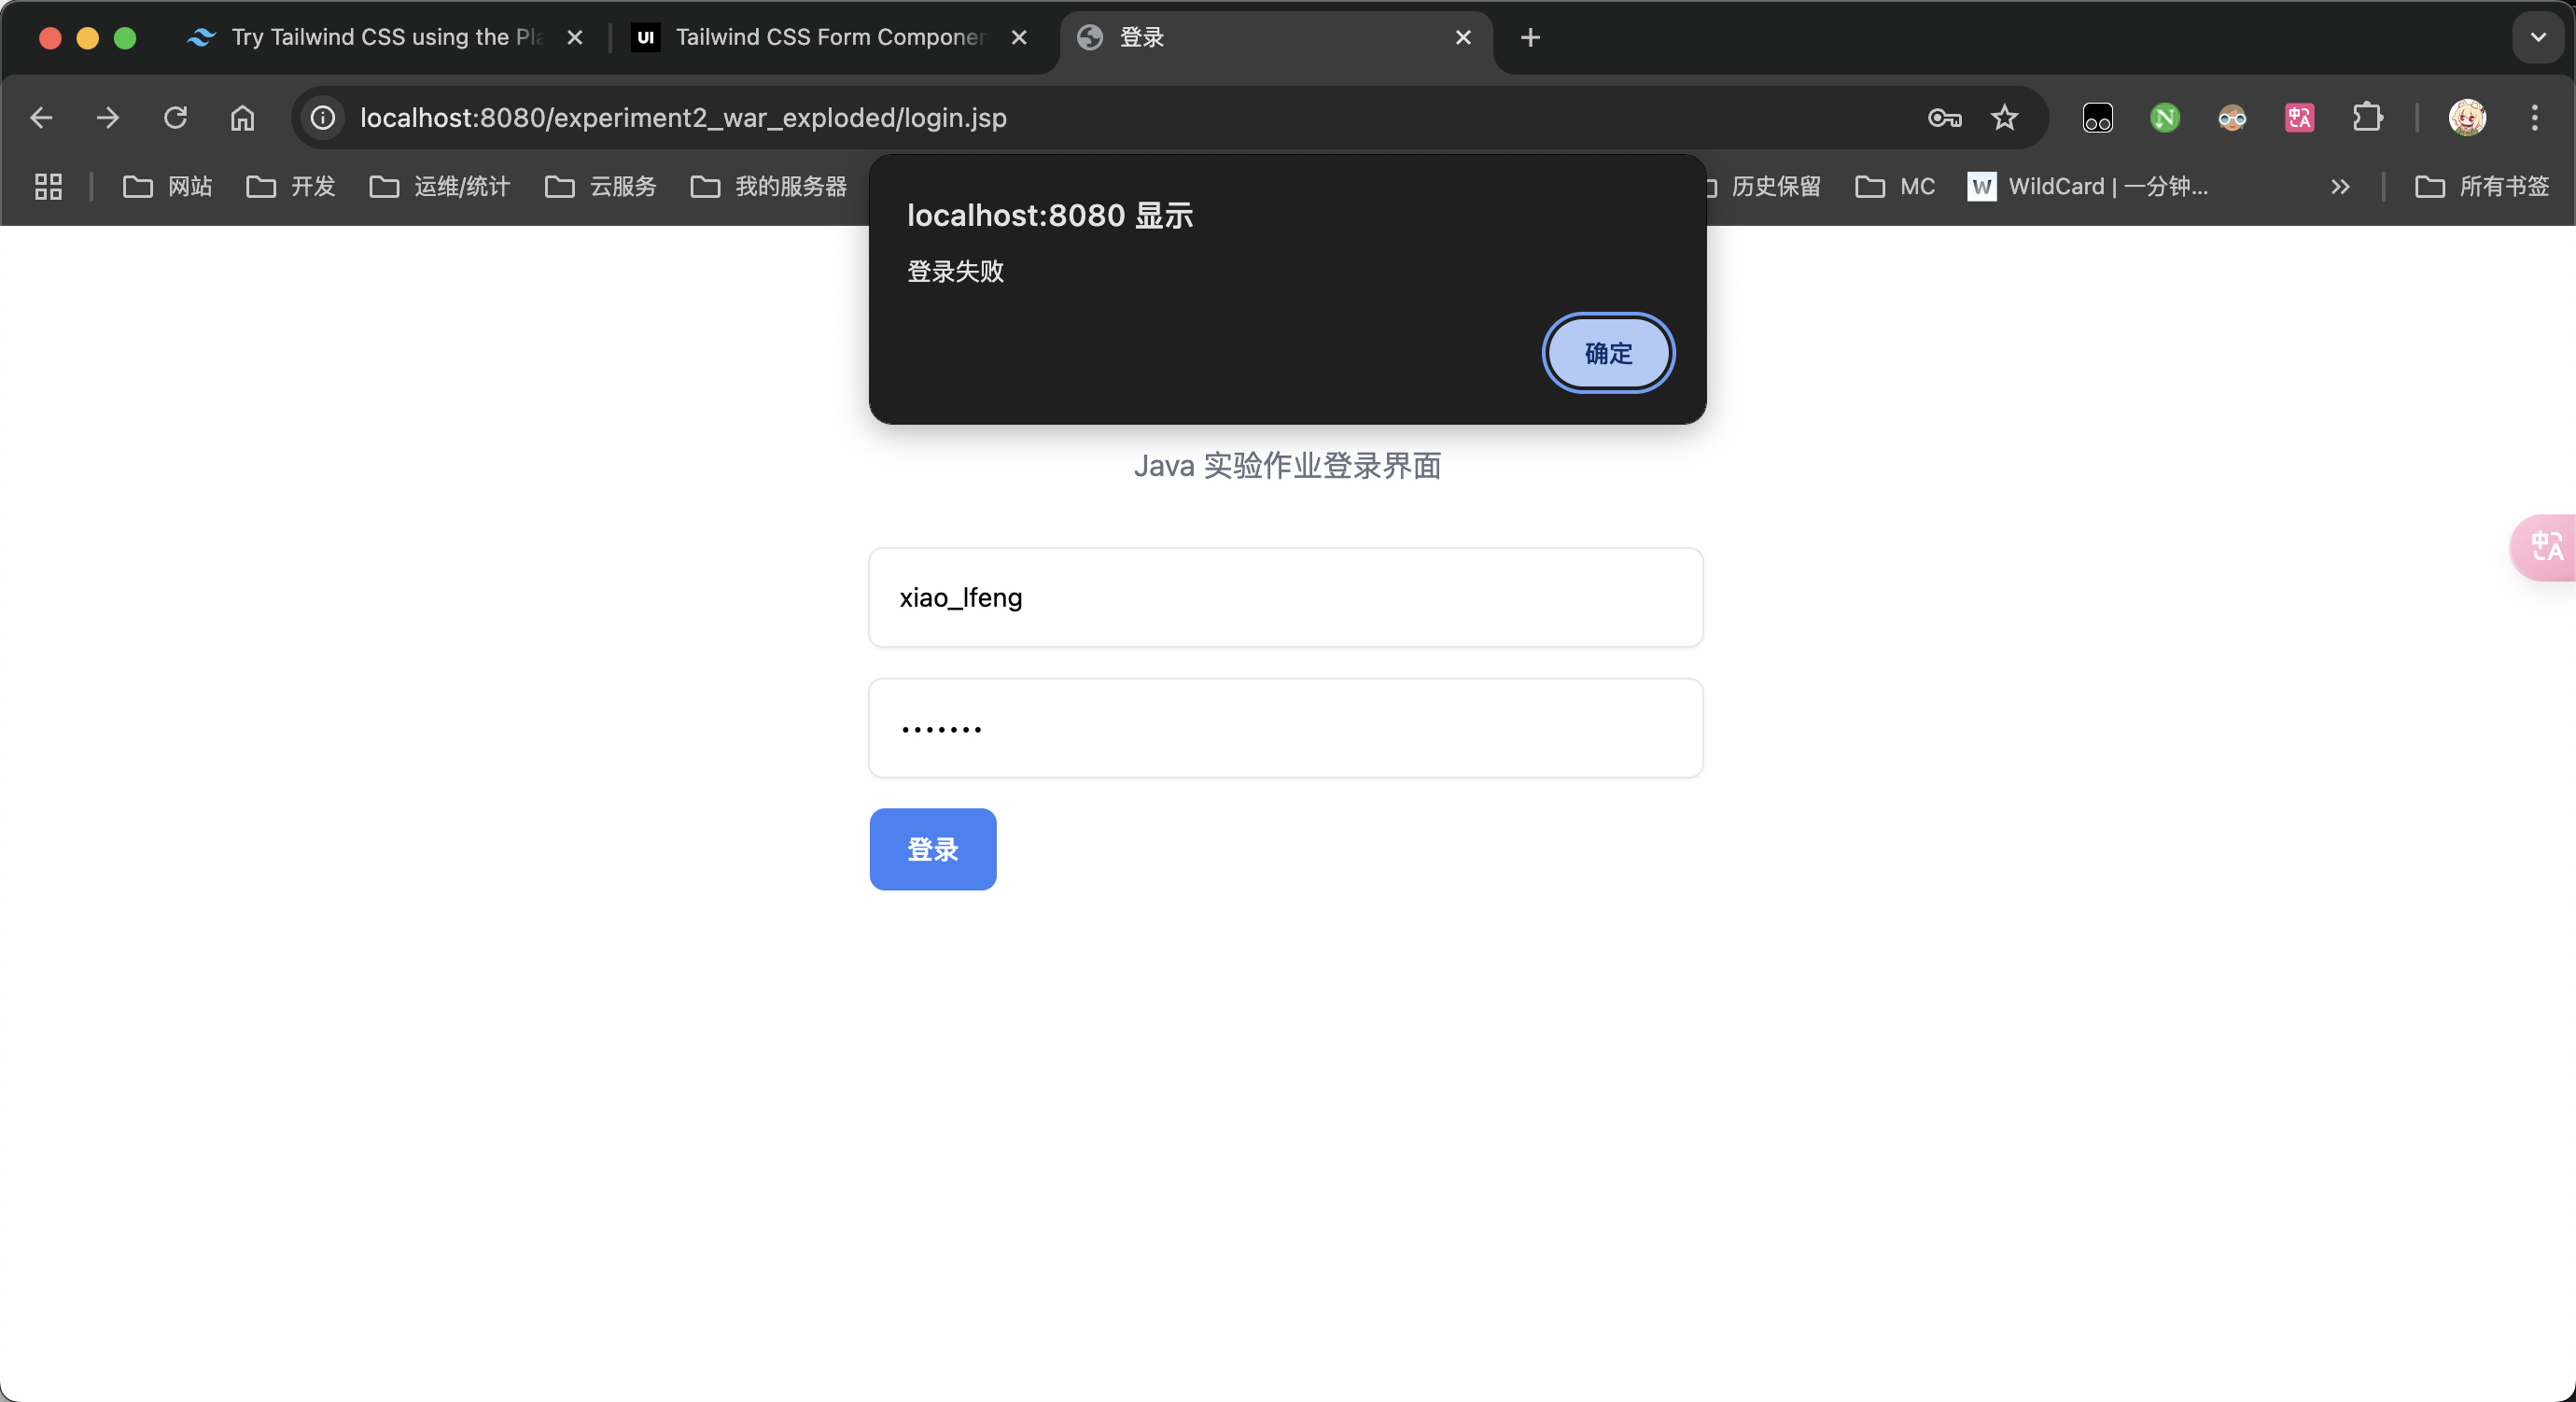 Try Tailwind CSS using the Pla
UI Tailwind CSS Form Componen
登录
localhost:8080/experiment2_war_exploded/login.jsp
网站 开发 运维/统计 云服务 我的服务器 历史保留 MC W WildCard | 一分钟... 所有书签
localhost:8080 显示
登录失败
确定
Java 实验作业登录界面
xiao_lfeng
•••••••
登录